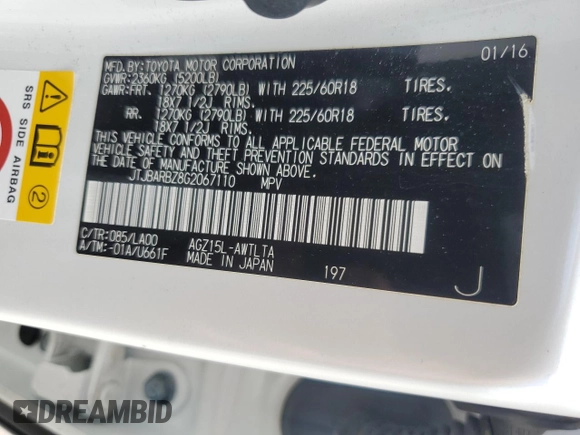 MFD.BY:TOYOTA MOTOR CORPORATION 01/16
GVWR:2360KG (5200LB)
GAWR:FRT. 1270KG (2790LB) WITH 225/60R18 TIRES.
18X7 1/2J RIMS.
RR. 1270KG (2790LB) WITH 225/60R18 TIRES.
18X7 1/2J RIMS.
THIS VEHICLE CONFORMS TO ALL APPLICABLE FEDERAL MOTOR
VEHICLE SAFETY AND THEFT PREVENTION STANDARDS IN EFFECT ON
THE DATE OF MANUFACTURE SHOWN ABOVE.
JTJBARBZ8G2067110 MPV
C/TR:085/LA00 AGZ15L-AWTLTA
A/TM:-01A/U661F MADE IN JAPAN 197 J
SRS SIDE AIRBAG 2
DREAMBID